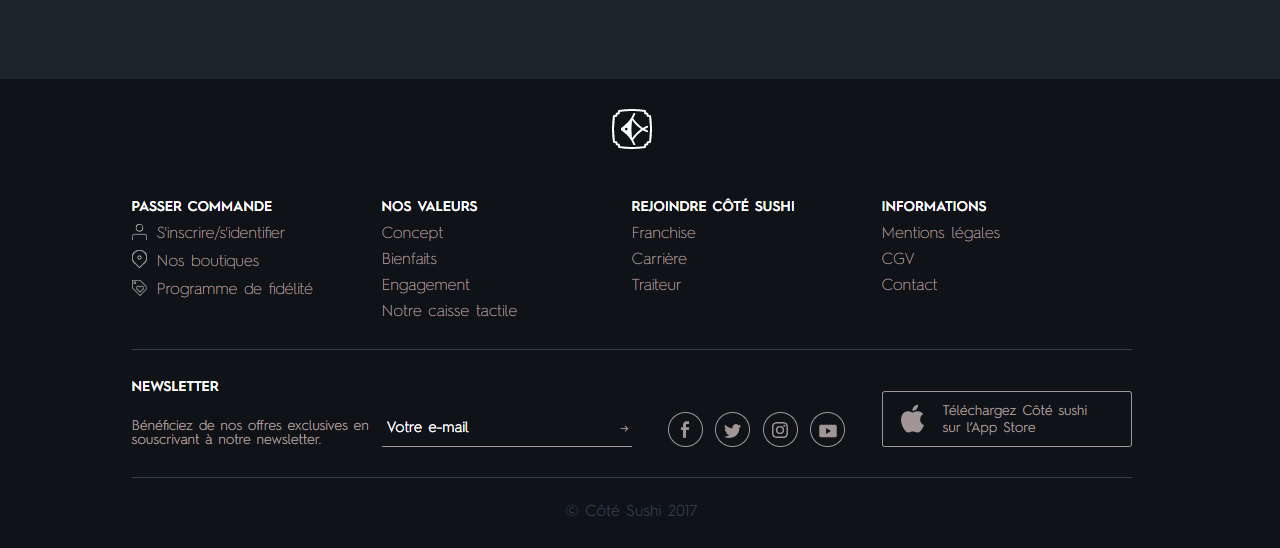 PASSER COMMANDE
S'inscrire/s'identifier
Nos boutiques
Programme de fidélité
NOS VALEURS
Concept
Bienfaits
Engagement
Notre caisse tactile
REJOINDRE CÔTÉ SUSHI
Franchise
Carrière
Traiteur
INFORMATIONS
Mentions légales
CGV
Contact
NEWSLETTER
Bénéficiez de nos offres exclusives en
souscrivant à notre newsletter.
Votre e-mail
Téléchargez Côté sushi
sur l'App Store
© Côté Sushi 2017